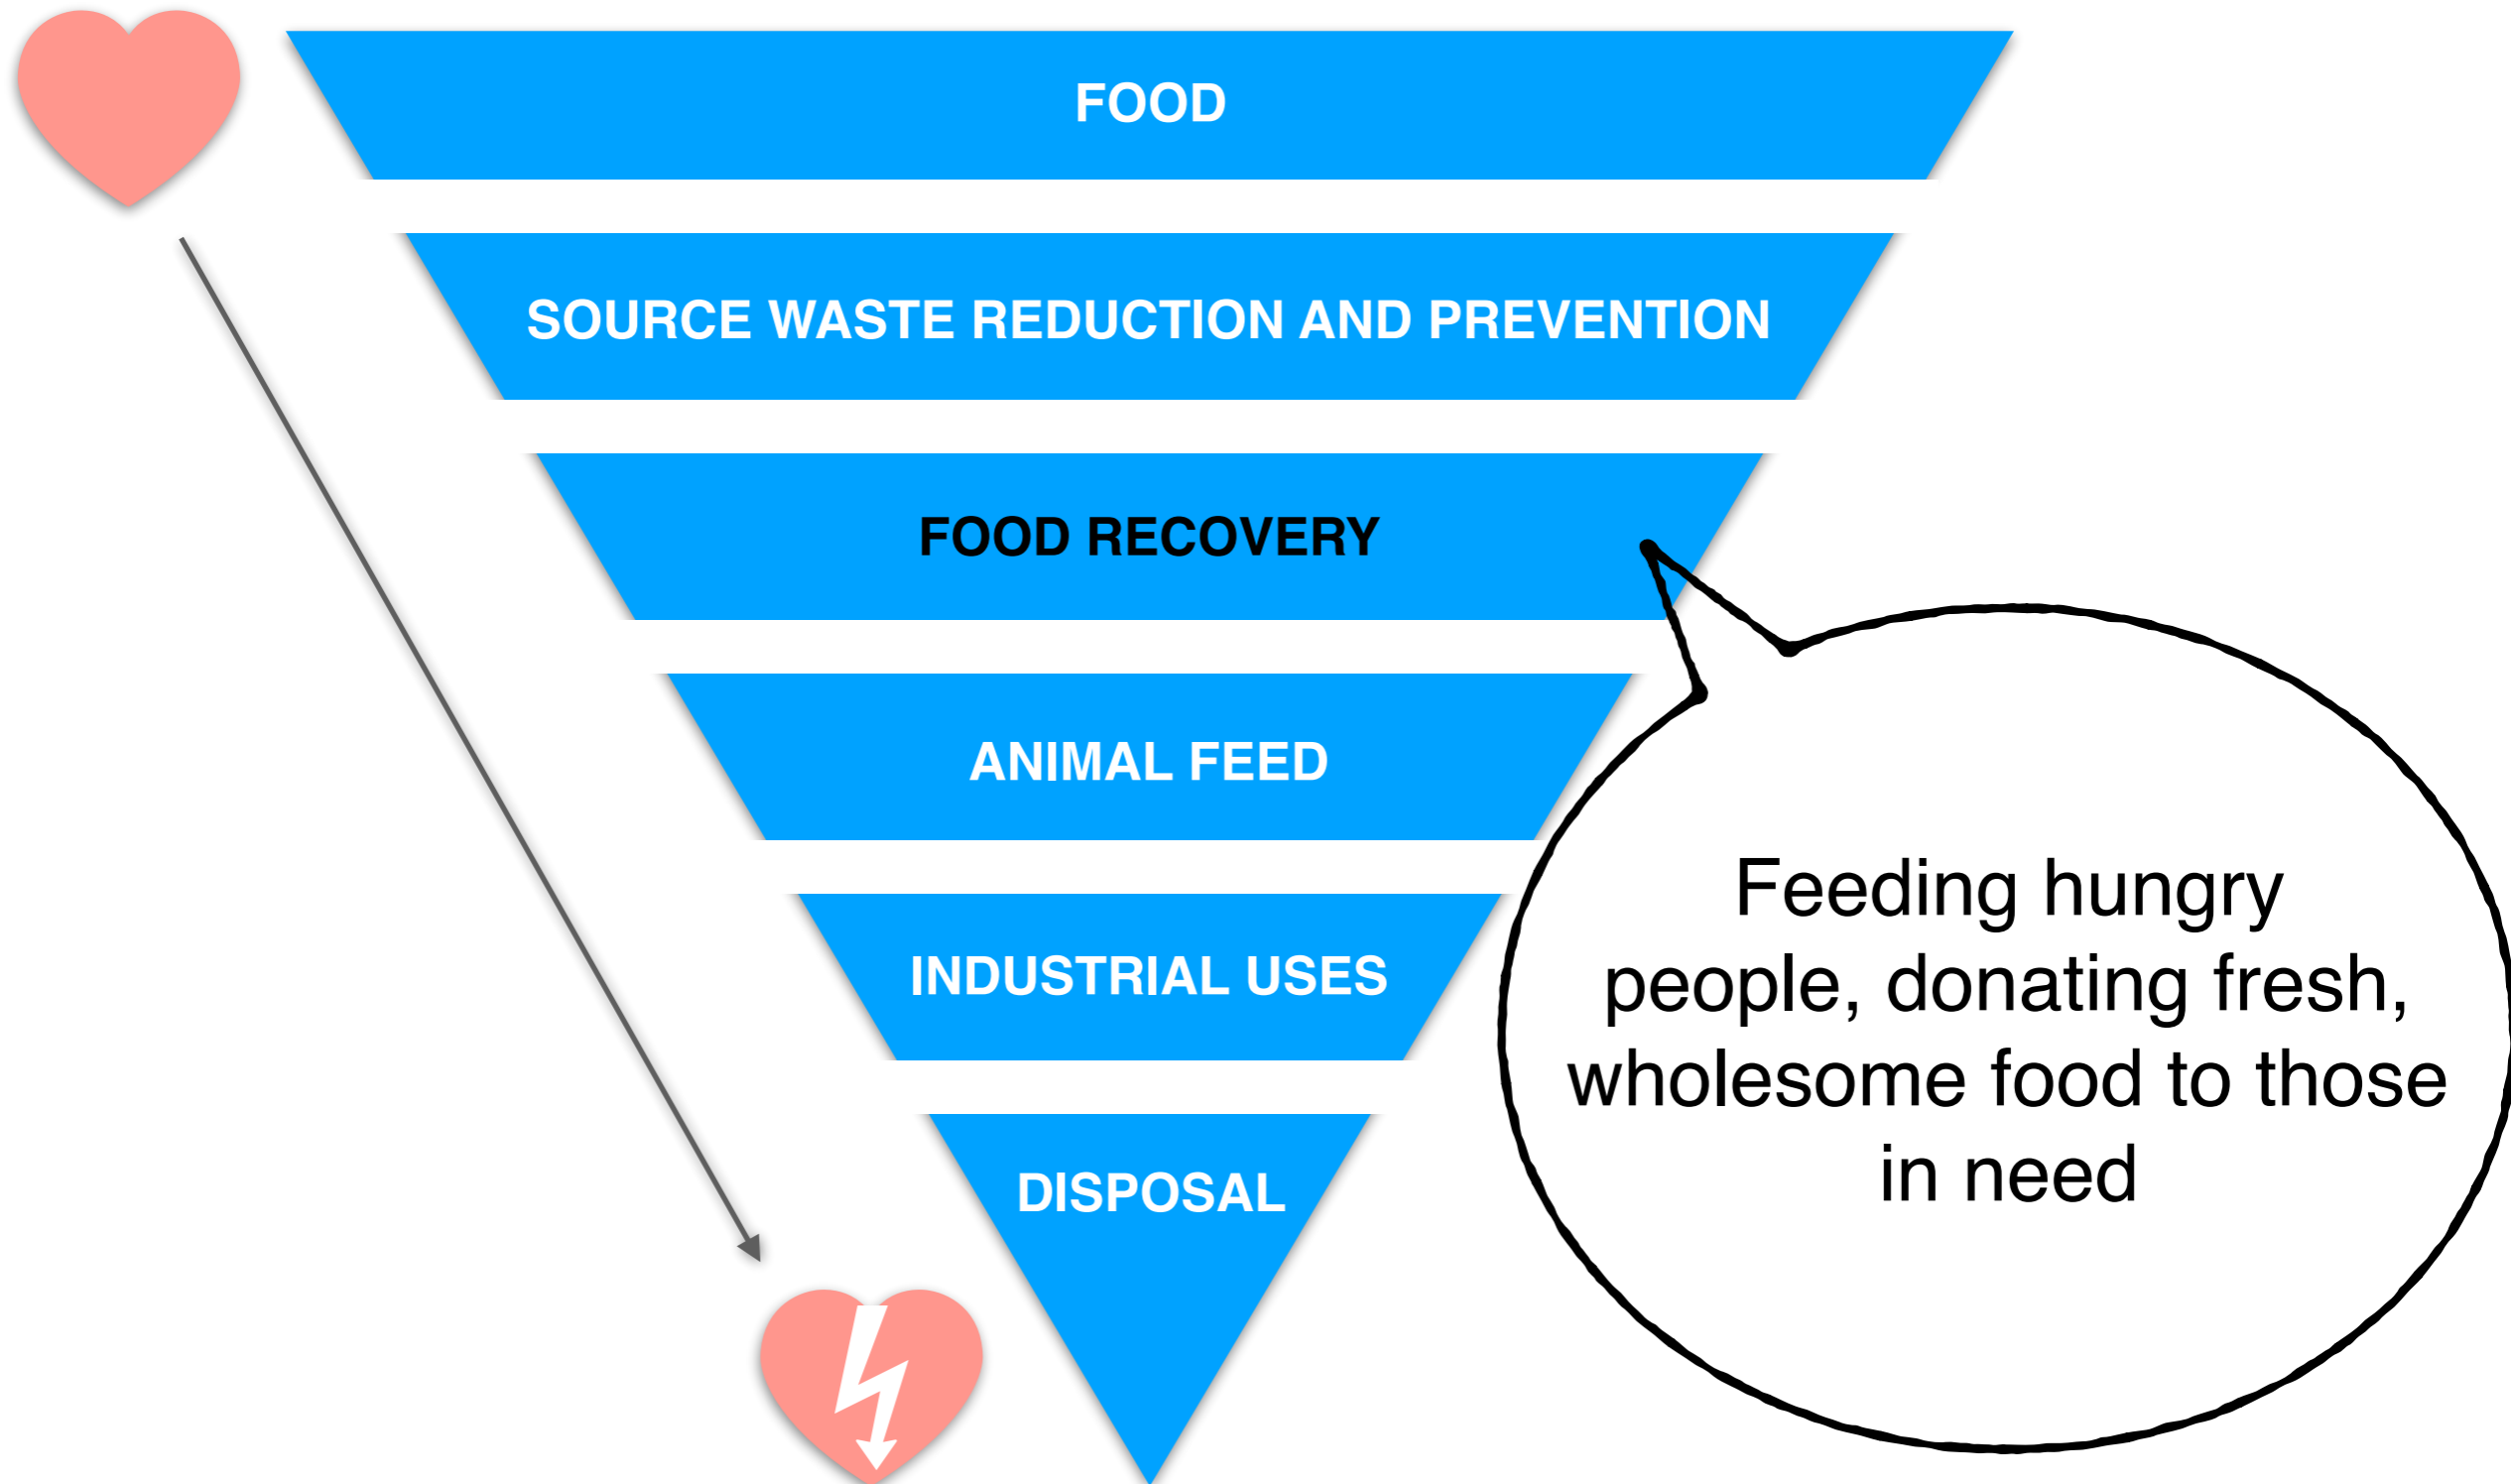 FOOD
SOURCE WASTE REDUCTION AND PREVENTION
FOOD RECOVERY
ANIMAL FEED
INDUSTRIAL USES
DISPOSAL
Feeding hungry
people, donating fresh,
wholesome food to those
in need